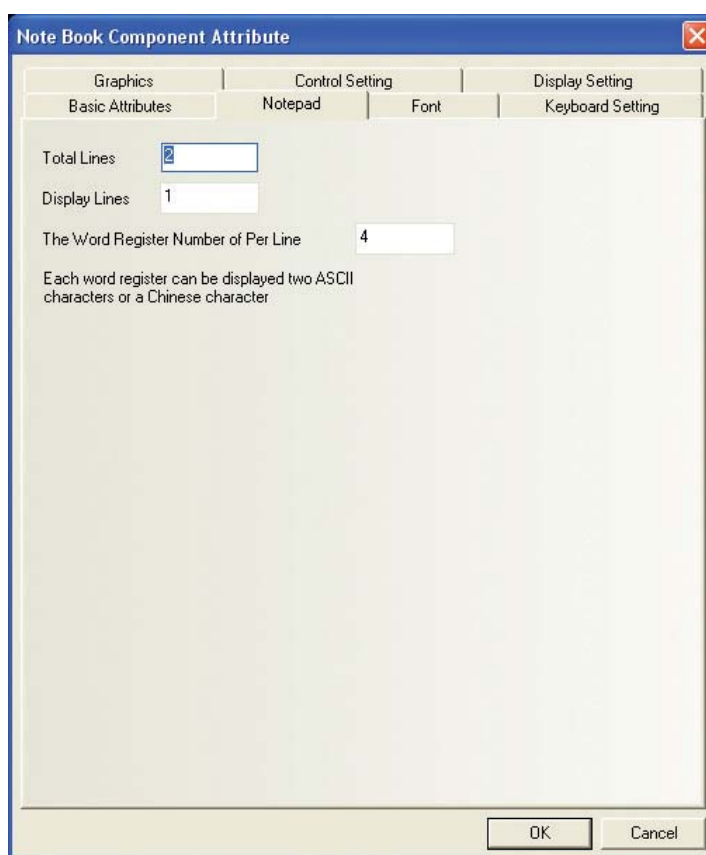 Note Book Component Attribute
Graphics Control Setting Display Setting
Basic Attributes Notepad Font Keyboard Setting
Total Lines 2
Display Lines 1
The Word Register Number of Per Line 4
Each word register can be displayed two ASCII
characters or a Chinese character
OK Cancel